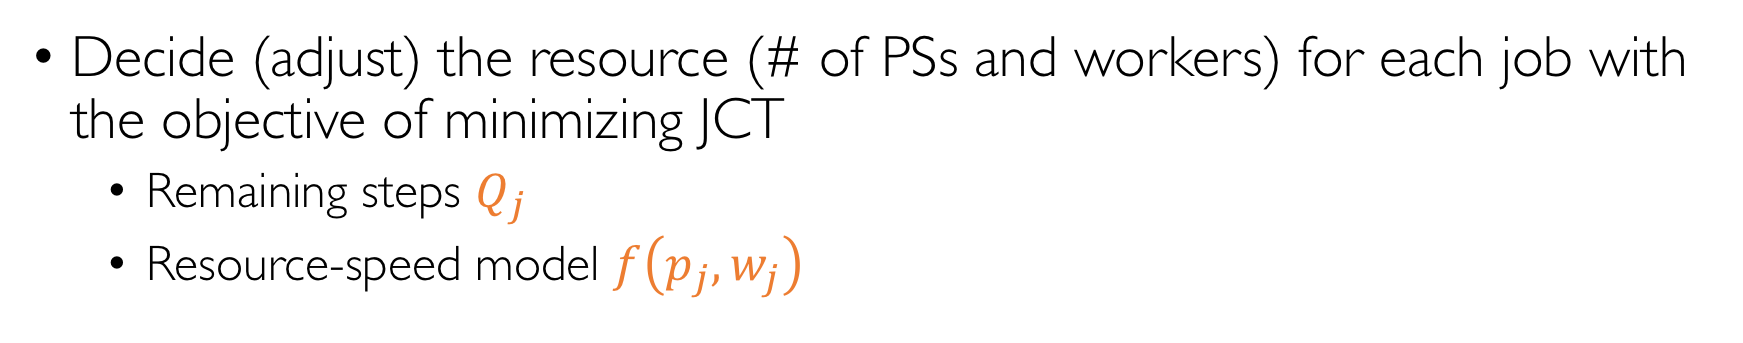 • Decide (adjust) the resource (# of PSs and workers) for each job with
the objective of minimizing JCT
• Remaining steps Q_j
• Resource-speed model f(p_j, w_j)